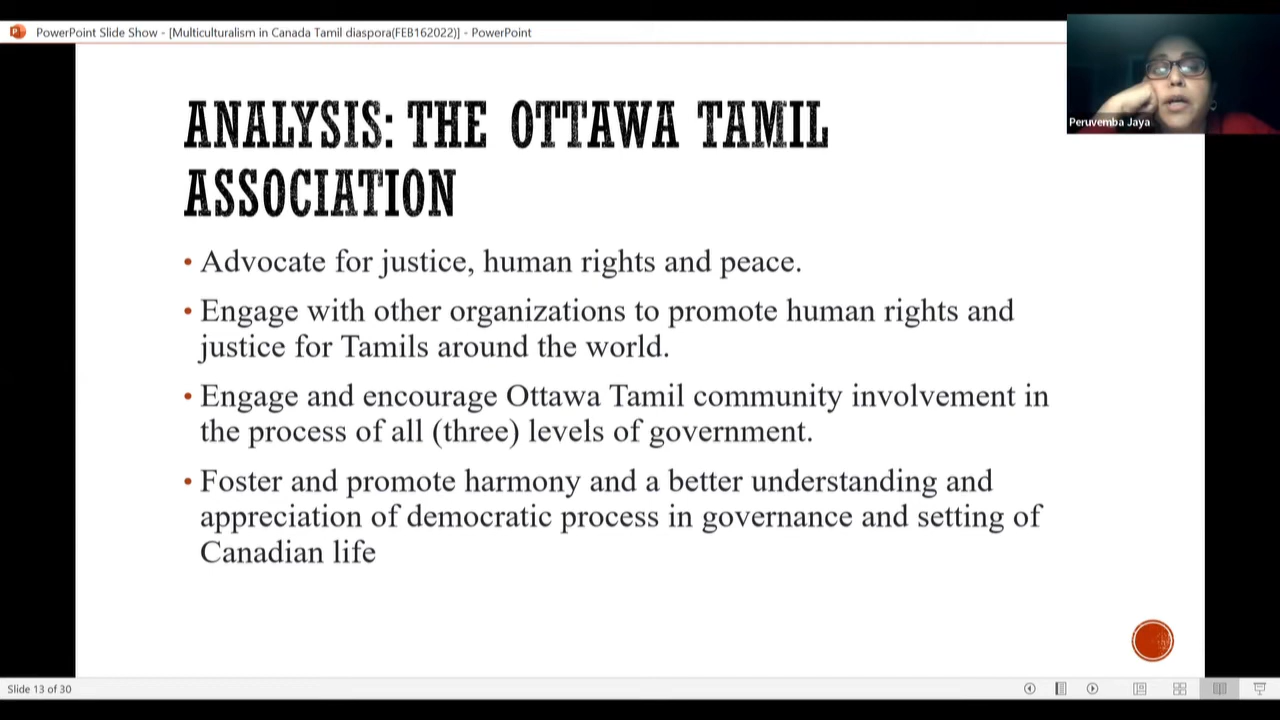 PowerPoint Slide Show - [Multiculturalism in Canada Tamil diaspora(FEB162022)] - PowerPoint
Peruvemba Jaya
ANALYSIS: THE OTTAWA TAMIL
ASSOCIATION
• Advocate for justice, human rights and peace.
• Engage with other organizations to promote human rights and
justice for Tamils around the world.
• Engage and encourage Ottawa Tamil community involvement in
the process of all (three) levels of government.
• Foster and promote harmony and a better understanding and
appreciation of democratic process in governance and setting of
Canadian life
Slide 13 of 30